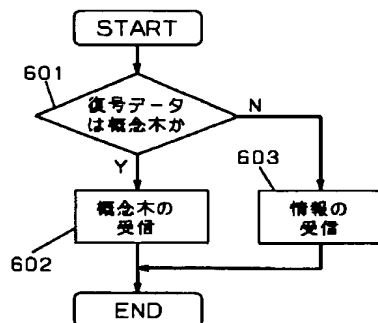 START
601
復号データ
は概念木か
N
Y
603
概念木の
受信
情報の
受信
602
END